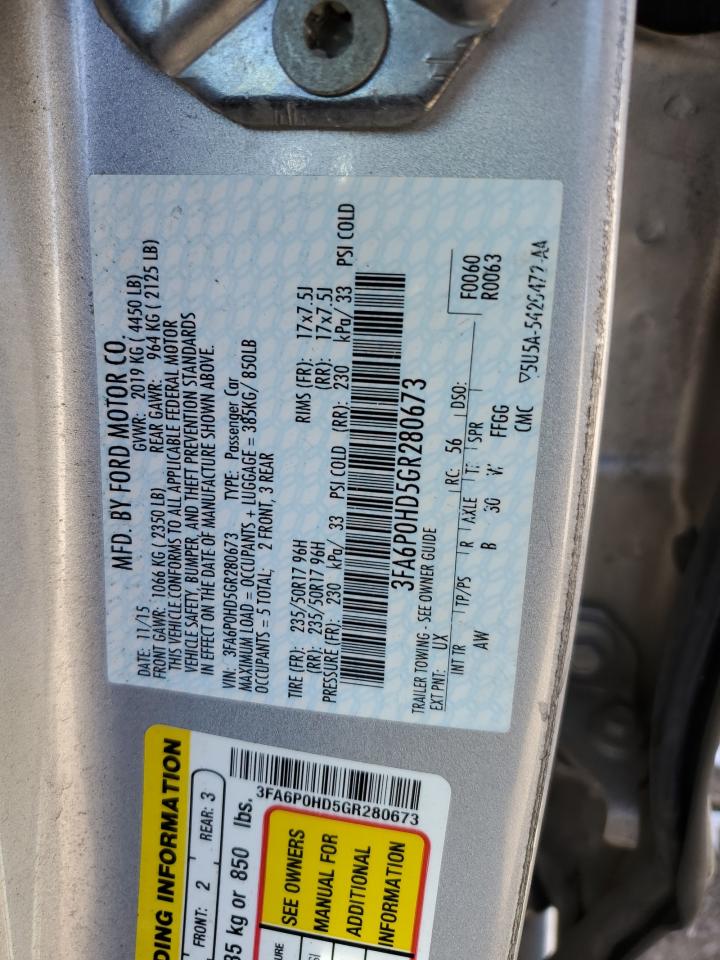 MFD. BY FORD MOTOR CO.
DATE: 11/15 GVWR: 2019 KG ( 4450 LB)
FRONT GAWR: 1066 KG ( 2350 LB) REAR GAWR: 964 KG ( 2125 LB)
THIS VEHICLE CONFORMS TO ALL APPLICABLE FEDERAL MOTOR
VEHICLE SAFETY, BUMPER, AND THEFT PREVENTION STANDARDS
IN EFFECT ON THE DATE OF MANUFACTURE SHOWN ABOVE.
VIN: 3FA6P0HD5GR280673 TYPE: Passenger Car
MAXIMUM LOAD = OCCUPANTS + LUGGAGE = 385KG/ 850LB
OCCUPANTS = 5 TOTAL; 2 FRONT, 3 REAR
TIRE (FR): 235/50R17 96H RIMS (FR): 17x7.5J
(RR): 235/50R17 96H (RR): 17x7.5J
PRESSURE (FR): 230 kPa/ 33 PSI COLD (RR): 230 kPa/ 33 PSI COLD
3FA6P0HD5GR280673
TRAILER TOWING - SEE OWNER GUIDE F0060
EXT PNT: UX RC: 56 DSO: R0063
INT TR TP/PS R AXLE TR SPR
AW B 30 W FFGG
CMC ▽5U5A-5426472-AA
DING INFORMATION
FRONT: 2 REAR: 3
85 kg or 850 lbs.
3FA6P0HD5GR280673
SEE OWNERS
MANUAL FOR
ADDITIONAL
INFORMATION